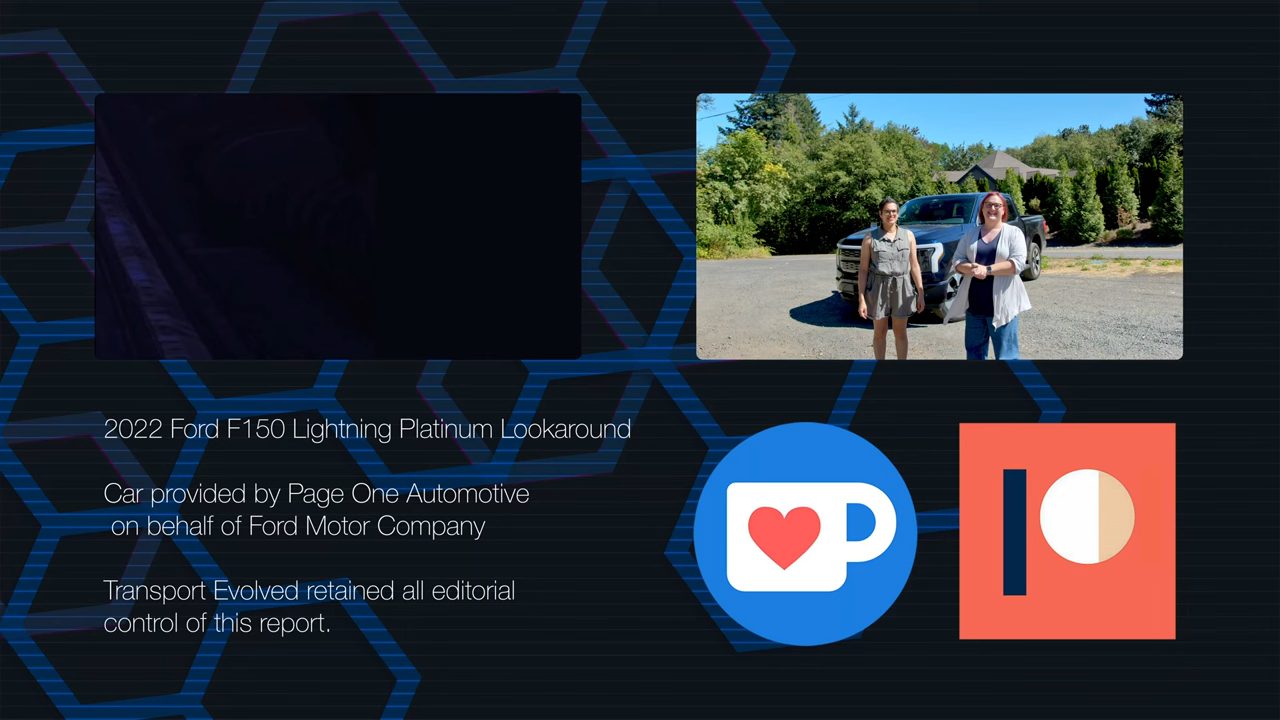 2022 Ford F150 Lightning Platinum Lookaround
Car provided by Page One Automotive
on behalf of Ford Motor Company
Transport Evolved retained all editorial
control of this report.